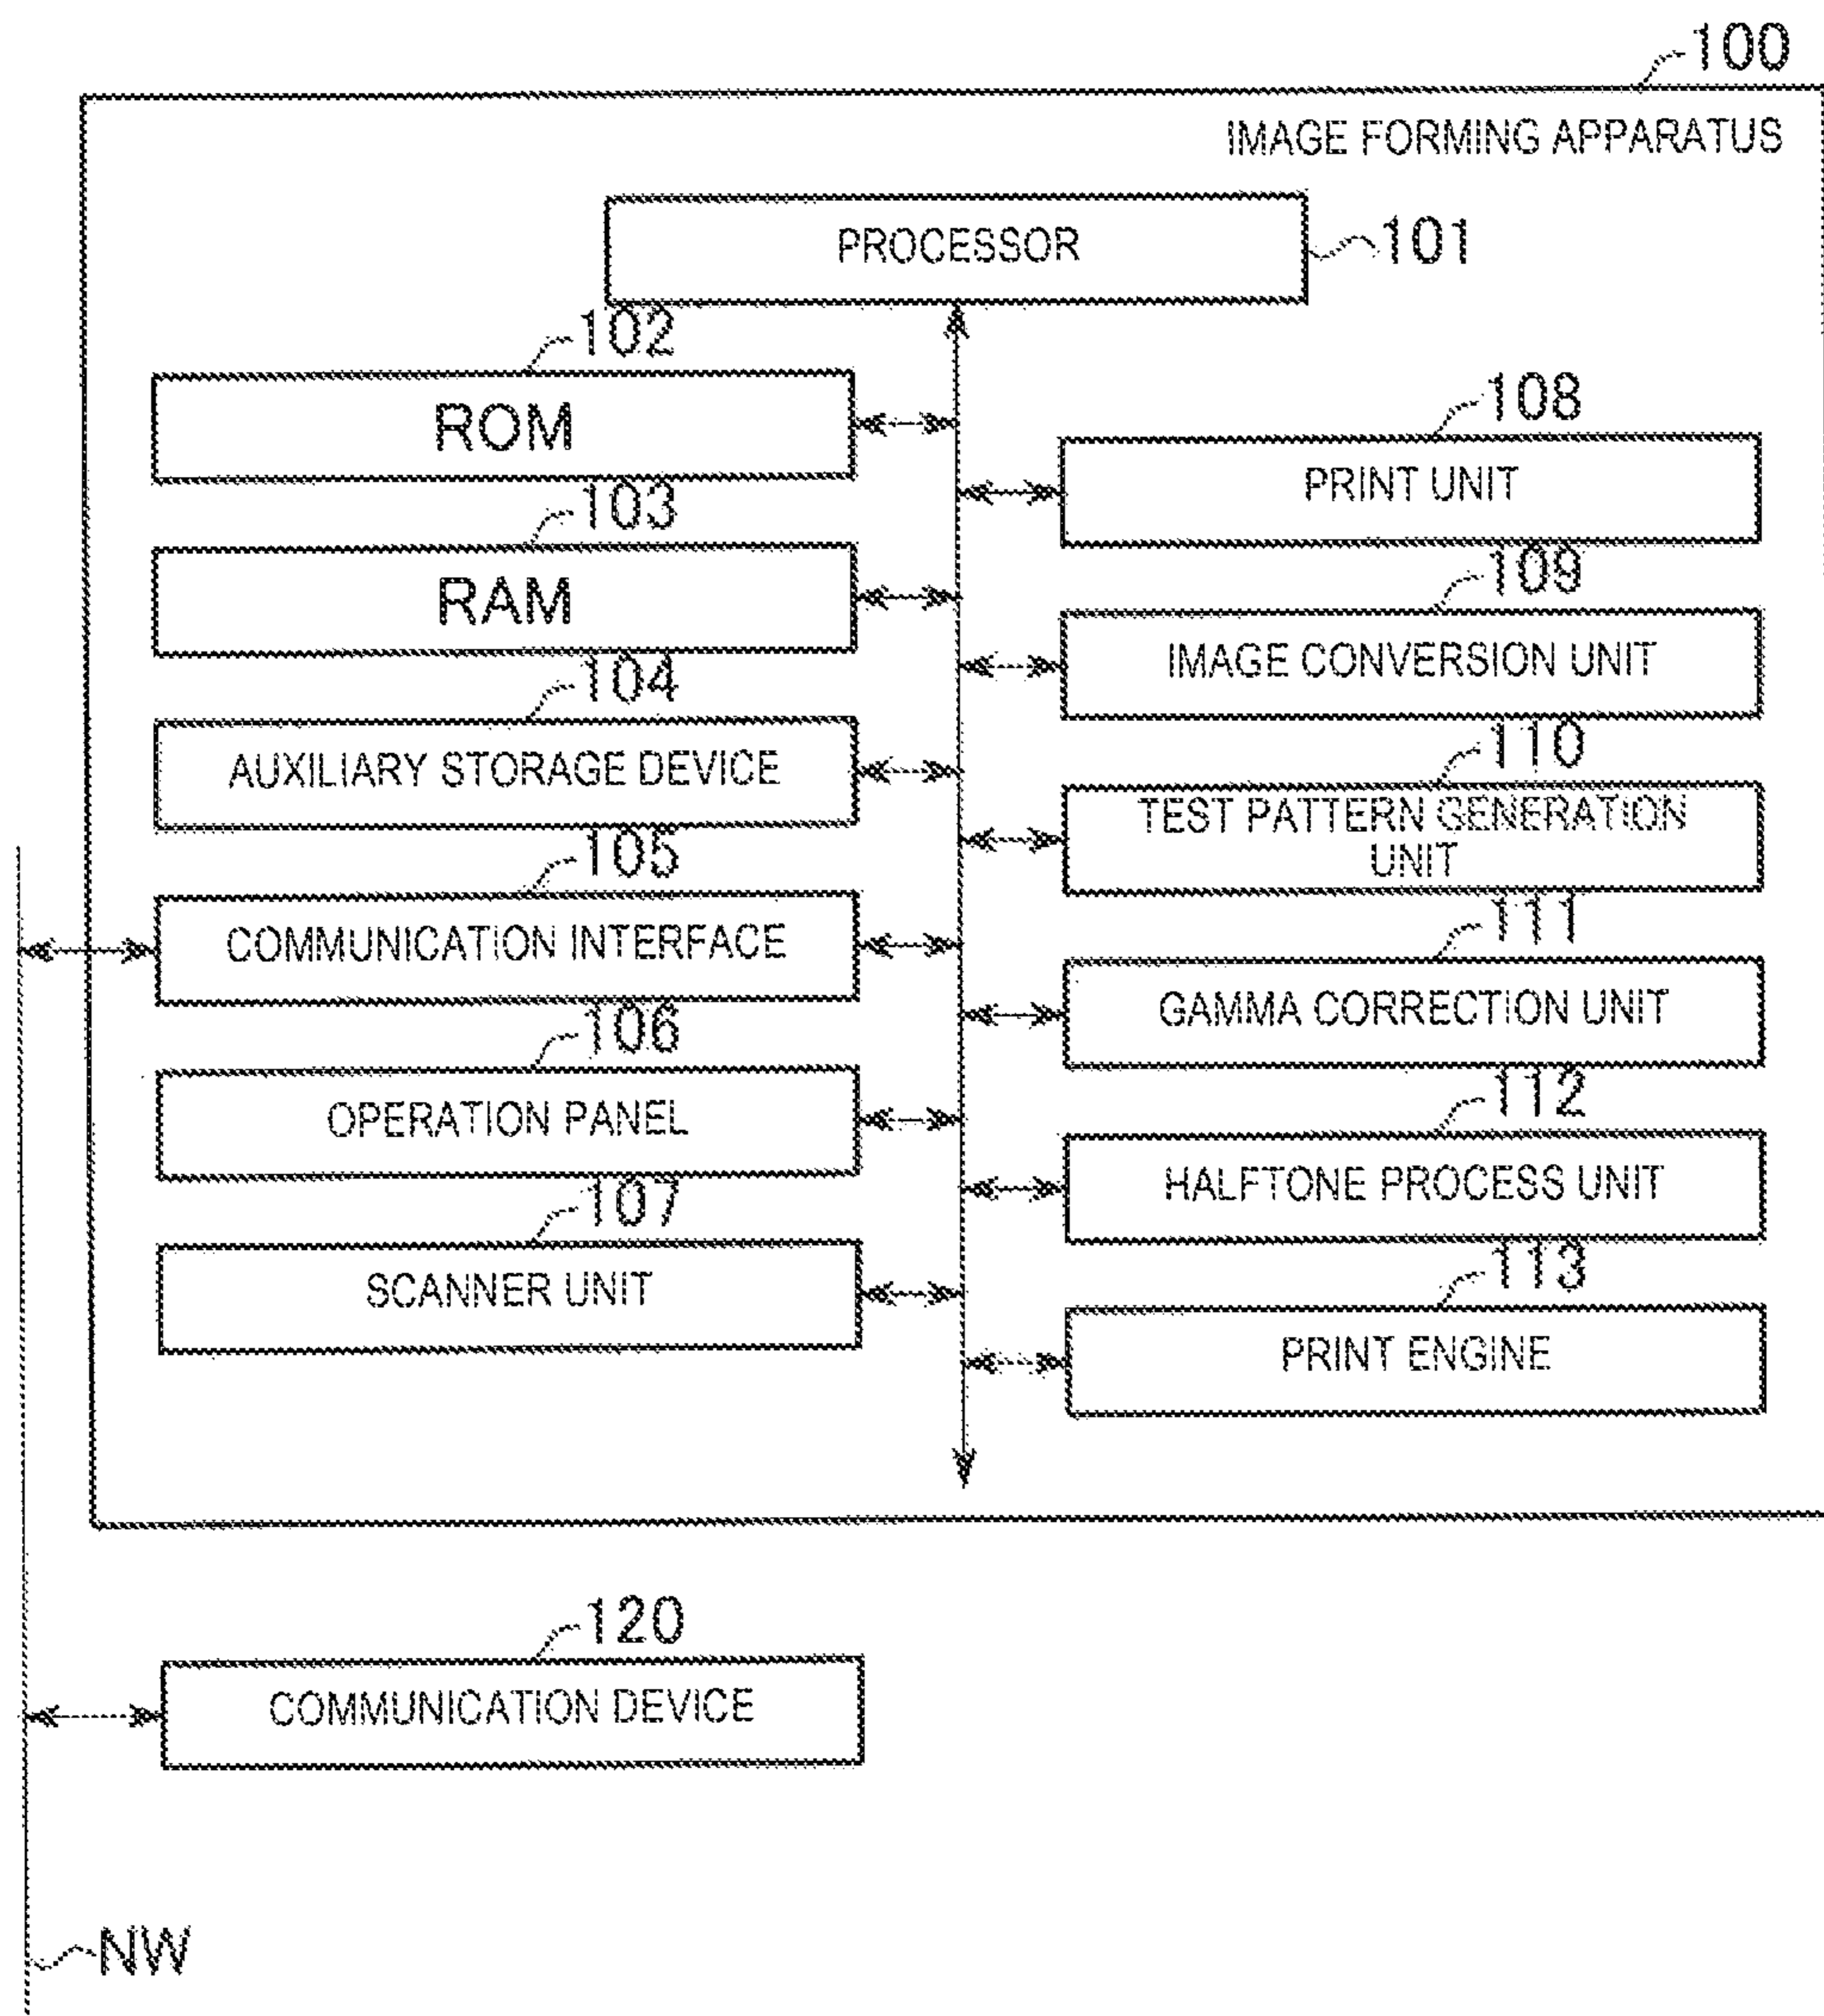 100
IMAGE FORMING APPARATUS
PROCESSOR
101
102
ROM
103
RAM
104
AUXILIARY STORAGE DEVICE
105
COMMUNICATION INTERFACE
106
OPERATION PANEL
107
SCANNER UNIT
108
PRINT UNIT
109
IMAGE CONVERSION UNIT
110
TEST PATTERN GENERATION
UNIT
111
GAMMA CORRECTION UNIT
112
HALFTONE PROCESS UNIT
113
PRINT ENGINE
120
COMMUNICATION DEVICE
NW